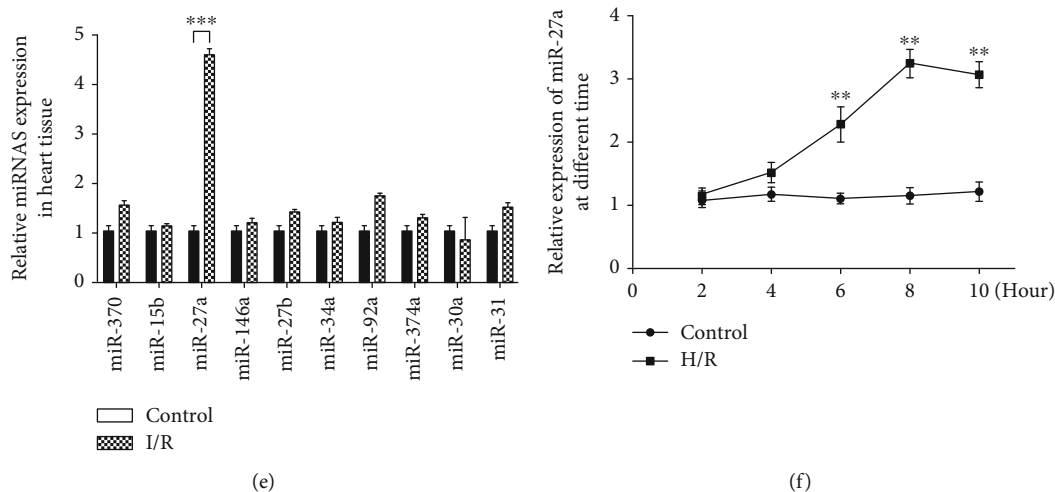 Relative miRNAS expression
in heart tissue
5
4
3
2
1
0
***
miR-370
miR-15b
miR-27a
miR-146a
miR-27b
miR-34a
miR-92a
miR-374a
miR-30a
miR-31
Control
I/R
(e)
Relative expression of miR-27a
at different time
4
3
2
1
0
**
**
**
0 2 4 6 8 10 (Hour)
Control
H/R
(f)